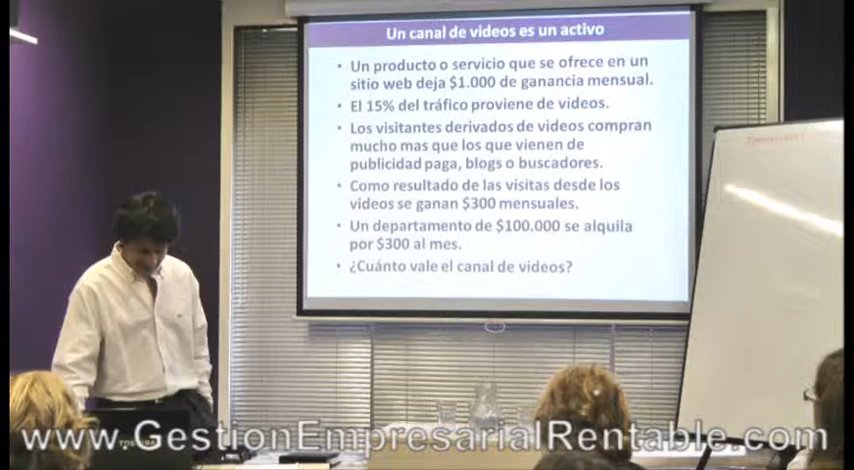 Un canal de videos es un activo
• Un producto o servicio que se ofrece en un
sitio web deja $1.000 de ganancia mensual.
• El 15% del tráfico proviene de videos.
• Los visitantes derivados de videos compran
mucho mas que los que vienen de
publicidad paga, blogs o buscadores.
• Como resultado de las visitas desde los
videos se ganan $300 mensuales.
• Un departamento de $100.000 se alquila
por $300 al mes.
• ¿Cuánto vale el canal de videos?
TOSHIBA
www.GestionEmpresarialRentable.com